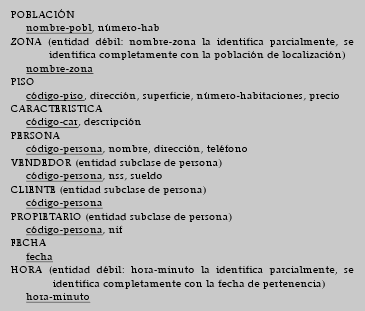 POBLACIÓN
nombre-pobl, número-hab
ZONA (entidad débil: nombre-zona la identifica parcialmente, se
identifica completamente con la población de localización)
nombre-zona
PISO
código-piso, dirección, superficie, número-habitaciones, precio
CARACTERISTICA
código-car, descripción
PERSONA
código-persona, nombre, dirección, teléfono
VENDEDOR (entidad subclase de persona)
código-persona, nss, sueldo
CLIENTE (entidad subclase de persona)
código-persona
PROPIETARIO (entidad subclase de persona)
código-persona, nif
FECHA
fecha
HORA (entidad débil: hora-minuto la identifica parcialmente, se
identifica completamente con la fecha de pertenencia)
hora-minuto